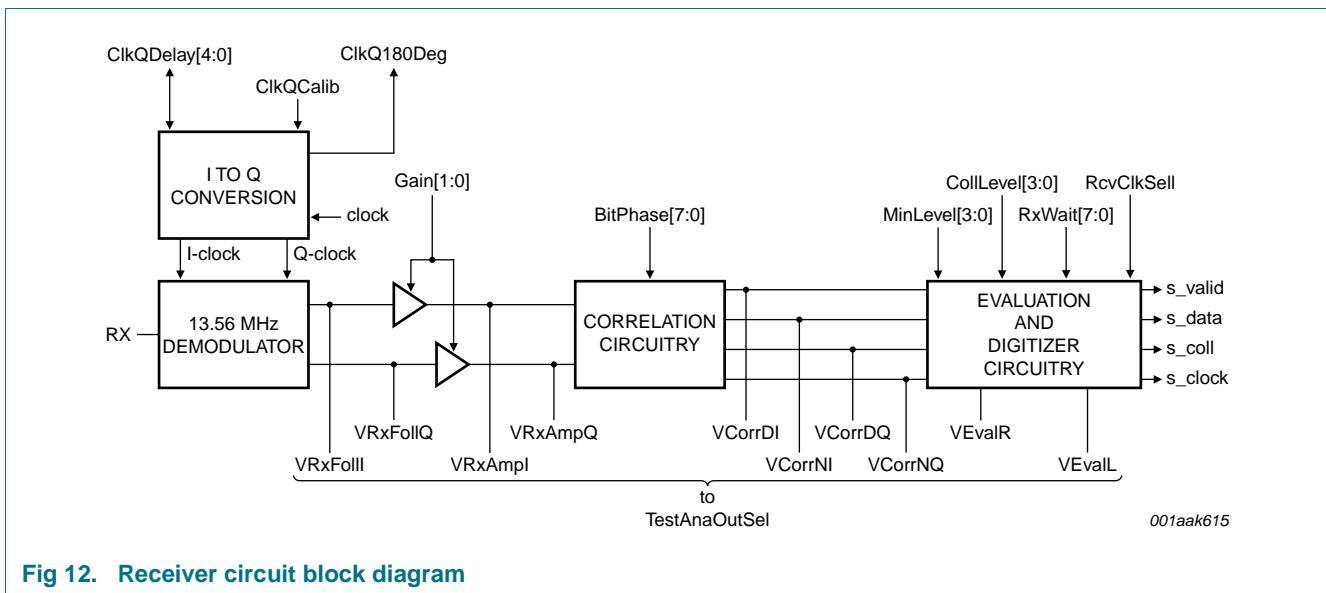 ClkQDelay[4:0]
ClkQ180Deg
ClkQCalib
I TO Q
CONVERSION
clock
I-clock
Q-clock
Gain[1:0]
BitPhase[7:0]
CollLevel[3:0]
RcvClkSell
MinLevel[3:0]
RxWait[7:0]
RX
13.56 MHz
DEMODULATOR
CORRELATION
CIRCUITRY
EVALUATION
AND
DIGITIZER
CIRCUITRY
s_valid
s_data
s_coll
s_clock
VRxFollQ
VRxAmpQ
VCorrDI
VCorrDQ
VEvalR
VRxFollI
VRxAmpI
VCorrNI
VCorrNQ
VEvalL
to
TestAnaOutSel
001aak615
Fig 12. Receiver circuit block diagram